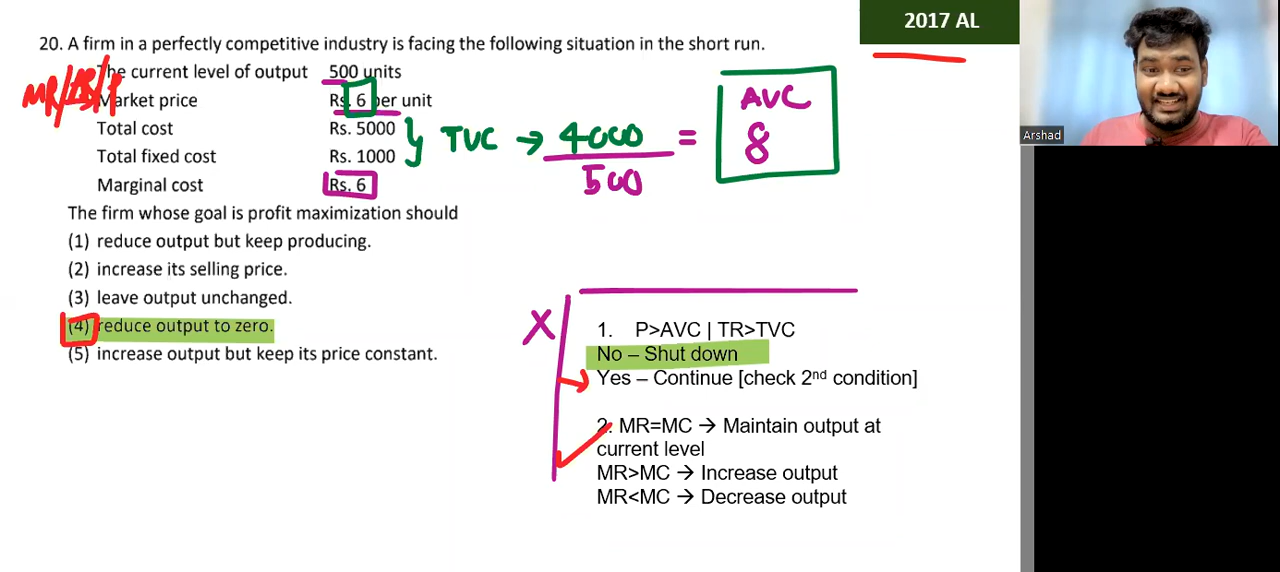 2017 AL
20. A firm in a perfectly competitive industry is facing the following situation in the short run.
The current level of output 500 units
MR/ /P
Market price Rs. 6 per unit
Total cost Rs. 5000
Total fixed cost Rs. 1000
Marginal cost Rs. 6
TVC → 4000
500
=
AVC
8
The firm whose goal is profit maximization should
(1) reduce output but keep producing.
(2) increase its selling price.
(3) leave output unchanged.
(4) reduce output to zero.
(5) increase output but keep its price constant.
X
1. P>AVC | TR>TVC
No – Shut down
Yes – Continue [check 2nd condition]
2. MR=MC → Maintain output at
current level
MR>MC → Increase output
MR<MC → Decrease output
Arshad